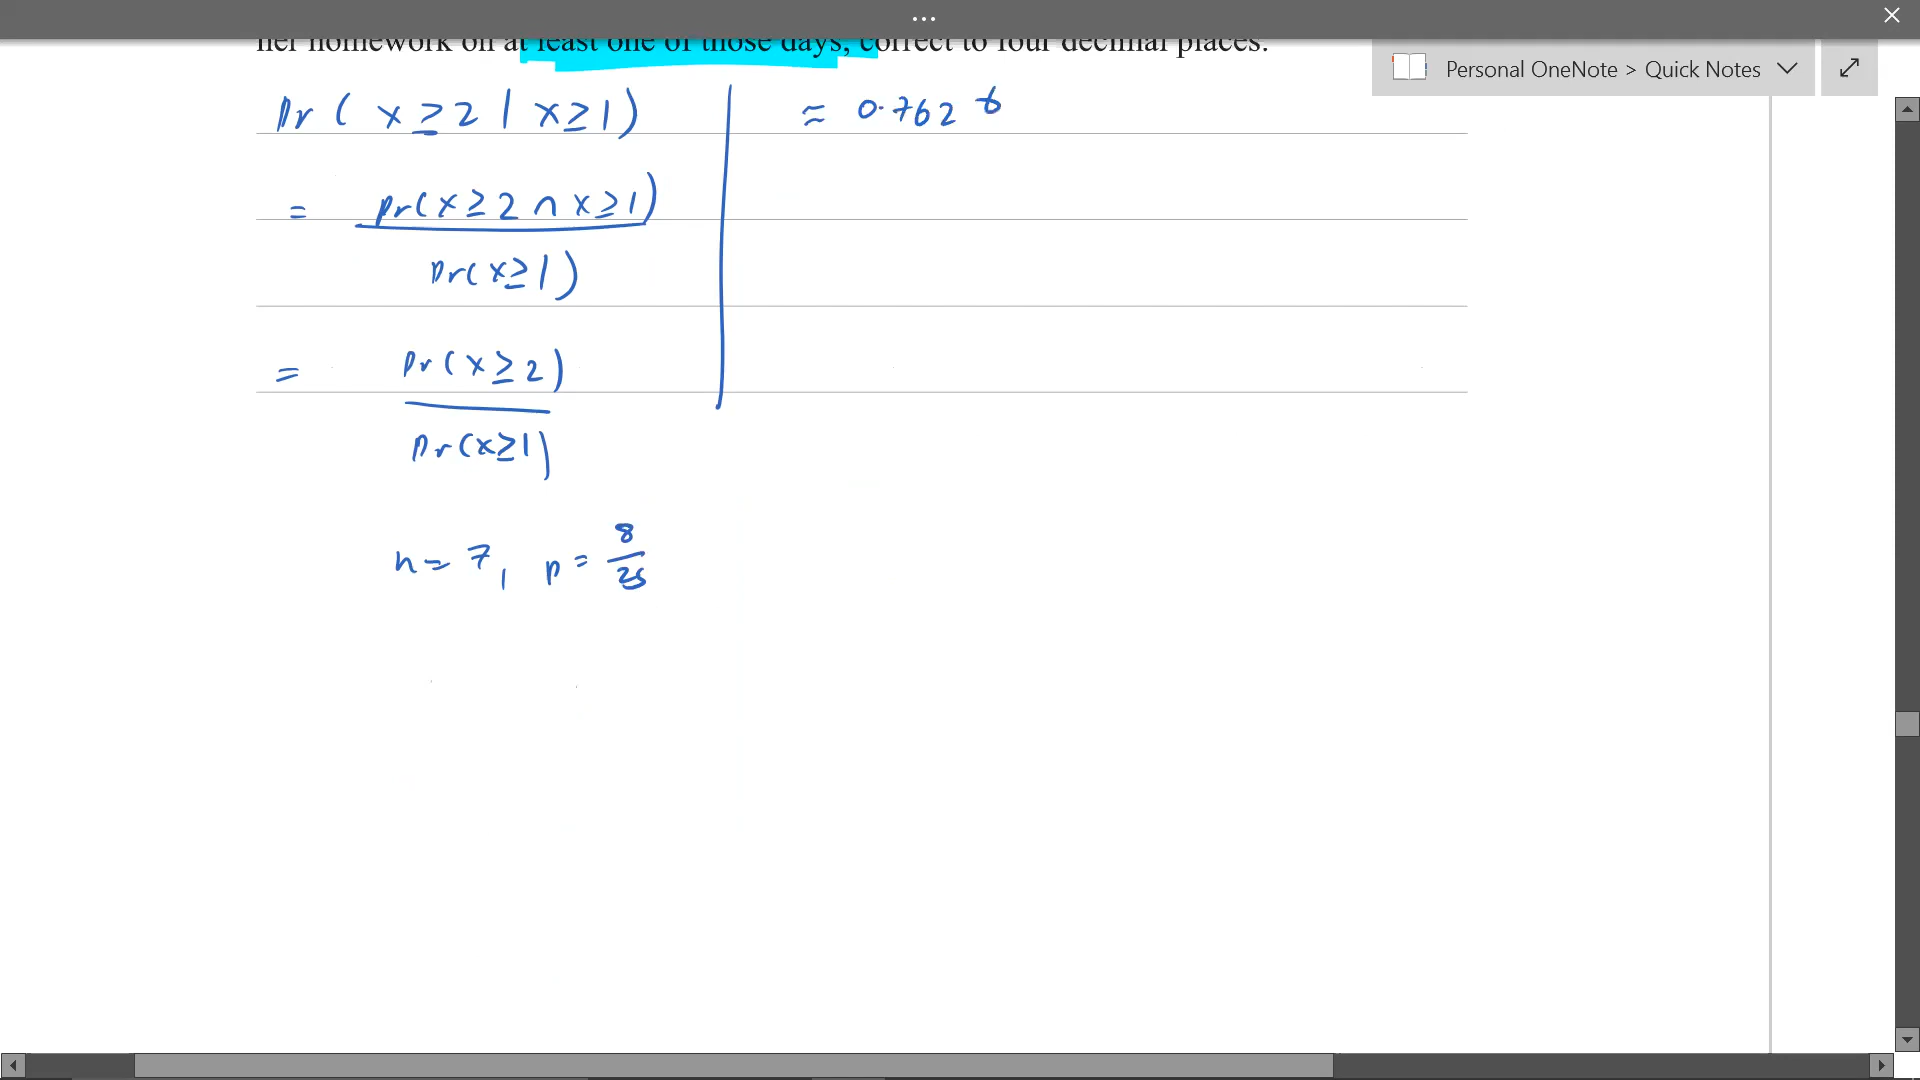 her homework on at least one of those days, correct to four decimal places.
Personal OneNote > Quick Notes
Pr ( x ≥ 2 | x ≥ 1 )
≈ 0.7626
= Pr( x ≥ 2 ∩ x ≥ 1 )
Pr( x ≥ 1 )
= Pr ( x ≥ 2 )
Pr ( x ≥ 1 )
n = 7, p = 8
25